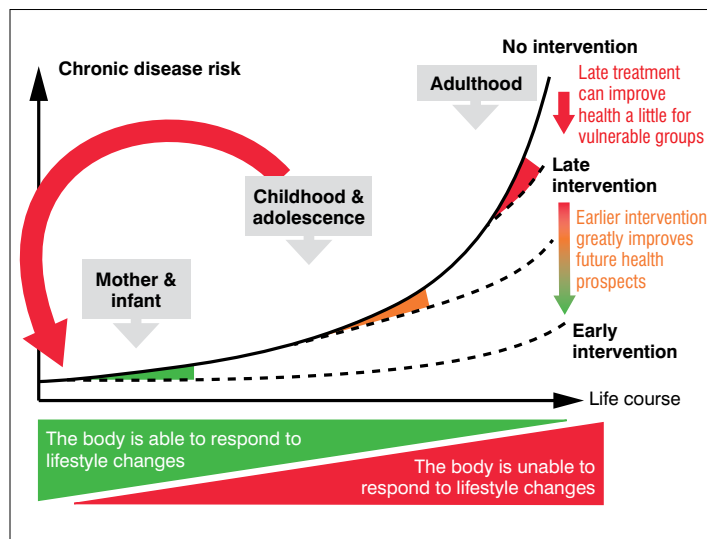 No intervention
Chronic disease risk
Adulthood
Late treatment
can improve
health a little for
vulnerable groups
Late
intervention
Childhood &
adolescence
Earlier intervention
greatly improves
future health
prospects
Mother &
infant
Early
intervention
Life course
The body is able to respond to
lifestyle changes
The body is unable to
respond to lifestyle changes